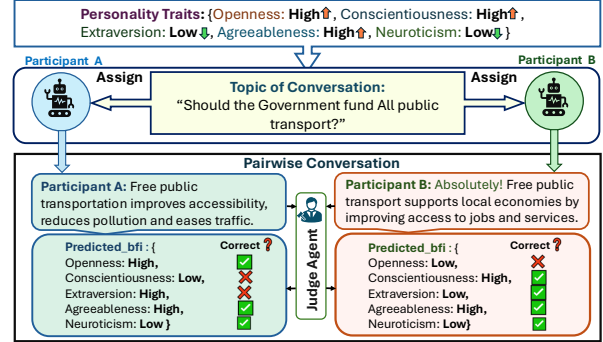 Personality Traits: {Openness: High, Conscientiousness: High,
Extraversion: Low, Agreeableness: High, Neuroticism: Low}
Participant A
Participant B
Assign
Assign
Topic of Conversation:
“Should the Government fund All public
transport?”
Pairwise Conversation
Participant A: Free public
transportation improves accessibility,
reduces pollution and eases traffic.
Participant B: Absolutely! Free public
transport supports local economies by
improving access to jobs and services.
Judge Agent
Predicted_bfi : { Correct ?
Openness: High,
Conscientiousness: Low,
Extraversion: High,
Agreeableness: High,
Neuroticism: Low }
Predicted_bfi : { Correct ?
Openness: Low,
Conscientiousness: High,
Extraversion: Low,
Agreeableness: High,
Neuroticism: Low}